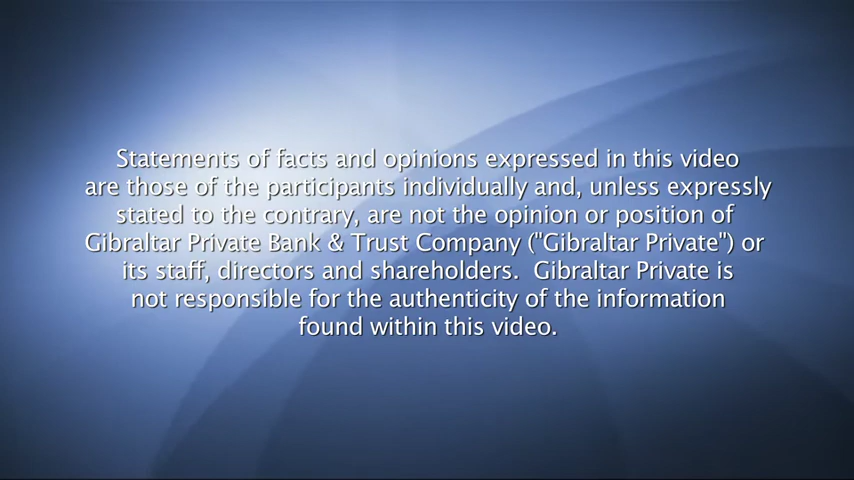 Statements of facts and opinions expressed in this video
are those of the participants individually and, unless expressly
stated to the contrary, are not the opinion or position of
Gibraltar Private Bank & Trust Company ("Gibraltar Private") or
its staff, directors and shareholders.  Gibraltar Private is
not responsible for the authenticity of the information
found within this video.